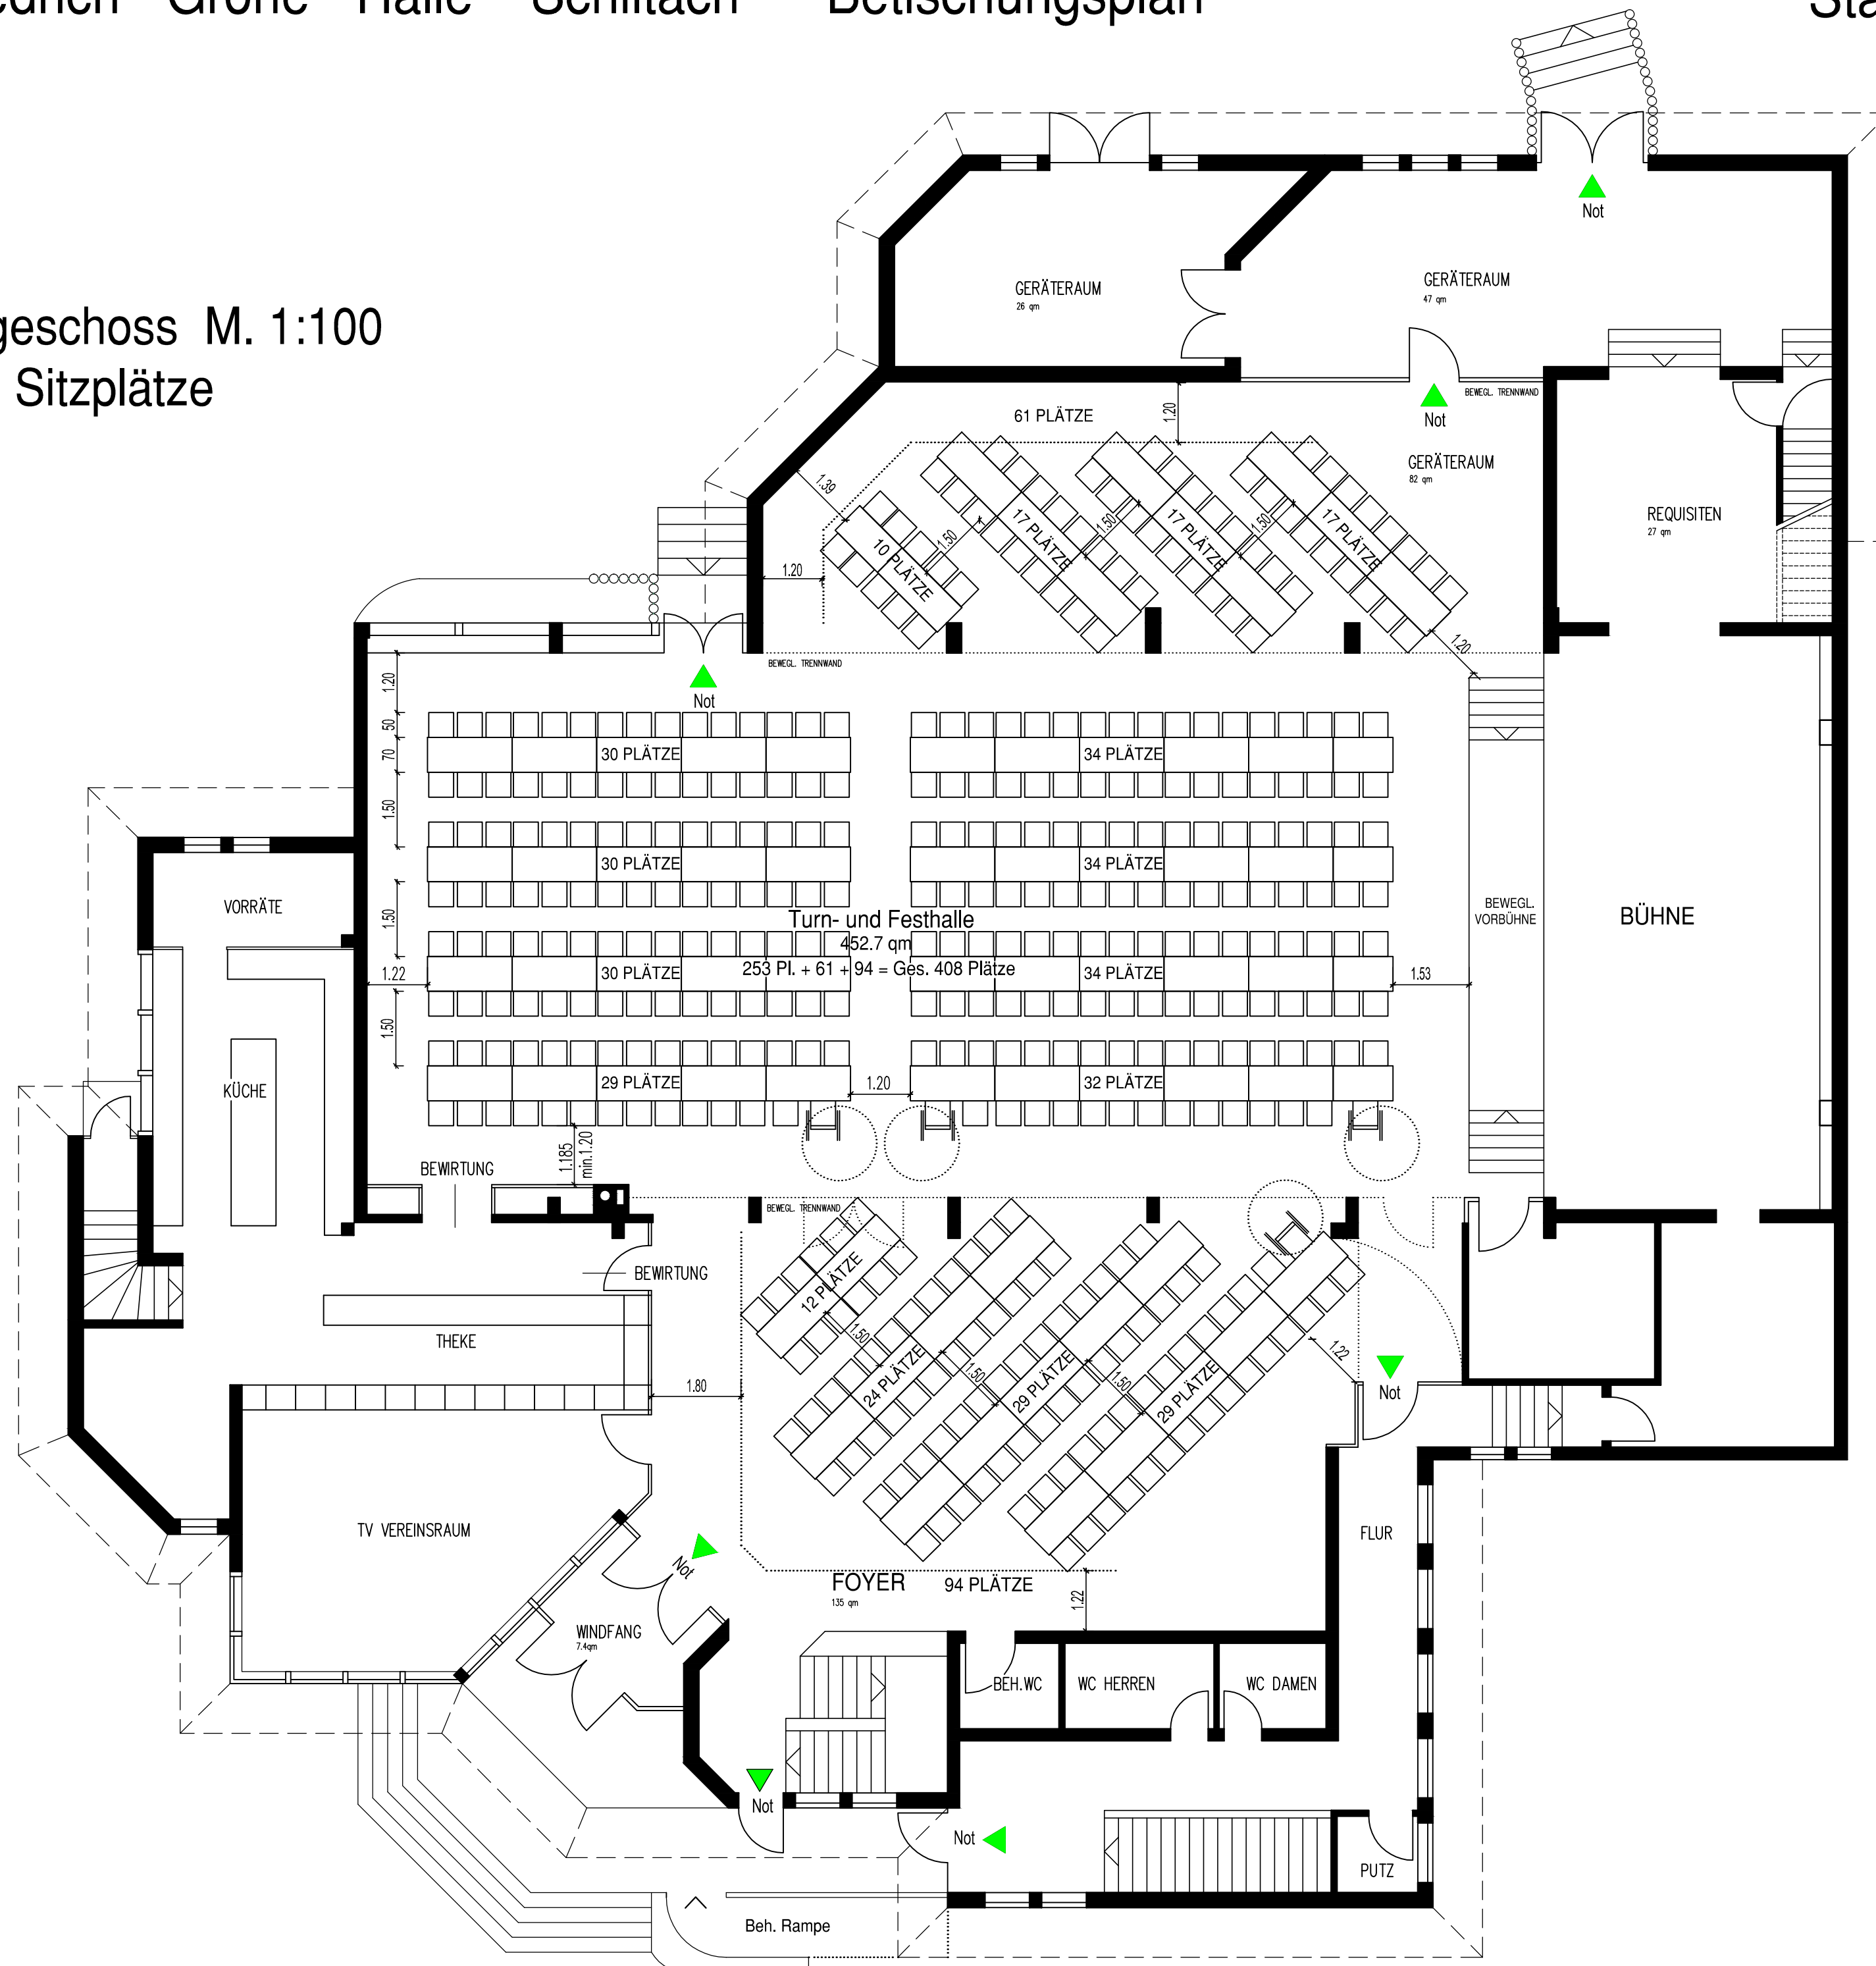 Grohe - Halle Schiltach Betischungsplan
M. 1:100
Sitzplätze
Not
GERÄTERAUM
26 qm
GERÄTERAUM
47 qm
61 PLÄTZE
1.20
Not
BEWEGL. TRENNWAND
GERÄTERAUM
82 qm
REQUISITEN
27 qm
1.39
10 PLÄTZE
1.50
17 PLÄTZE
1.50
17 PLÄTZE
1.50
17 PLÄTZE
1.20
1.20
BEWEGL. TRENNWAND
Not
1.20
50
70
1.50
1.50
1.50
30 PLÄTZE
34 PLÄTZE
30 PLÄTZE
34 PLÄTZE
Turn- und Festhalle
452.7 qm
253 Pl. + 61 + 94 = Ges. 408 Plätze
30 PLÄTZE
34 PLÄTZE
1.22
1.53
29 PLÄTZE
32 PLÄTZE
1.20
BEWEGL.
VORBÜHNE
BÜHNE
VORRÄTE
KÜCHE
BEWIRTUNG
1.185
min.1.20
BEWEGL. TRENNWAND
BEWIRTUNG
THEKE
1.80
12 PLÄTZE
1.50
24 PLÄTZE
1.50
29 PLÄTZE
1.50
29 PLÄTZE
1.22
Not
TV VEREINSRAUM
Not
FLUR
FOYER 94 PLÄTZE
135 qm
1.22
WINDFANG
7.4qm
BEH.WC
WC HERREN
WC DAMEN
Not
Not
PUTZ
Beh. Rampe